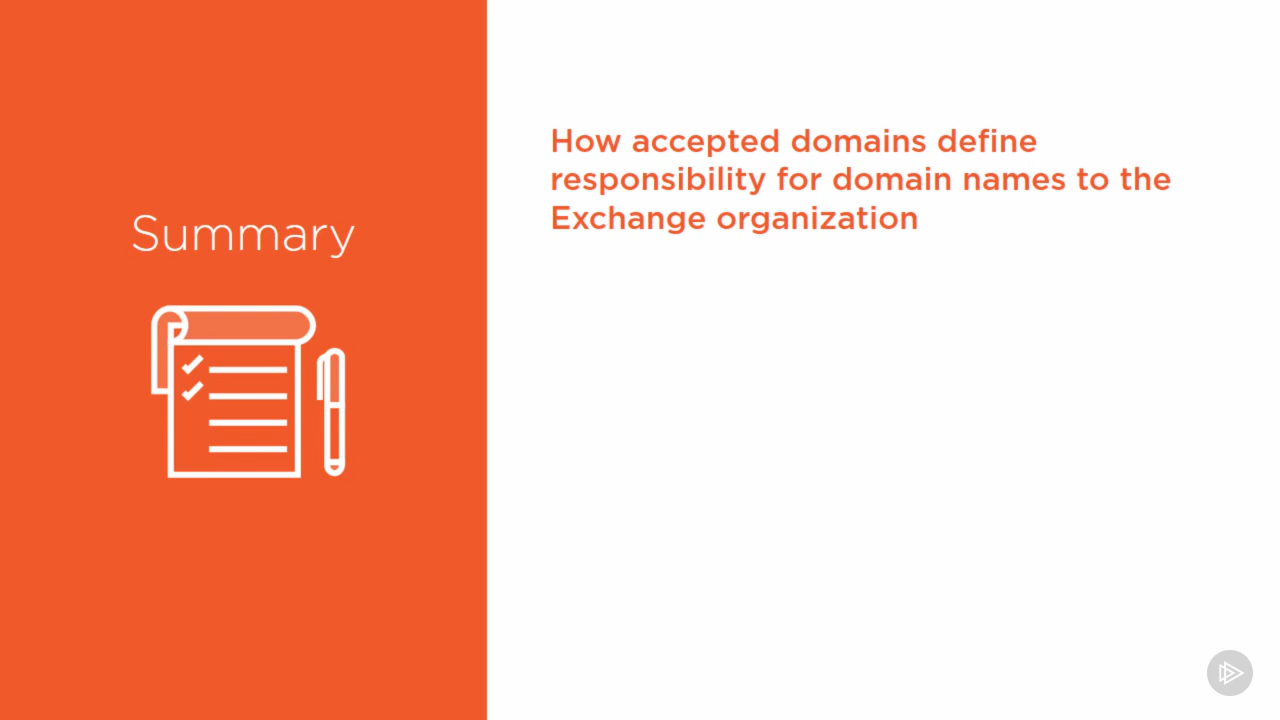 Summary
How accepted domains define
responsibility for domain names to the
Exchange organization